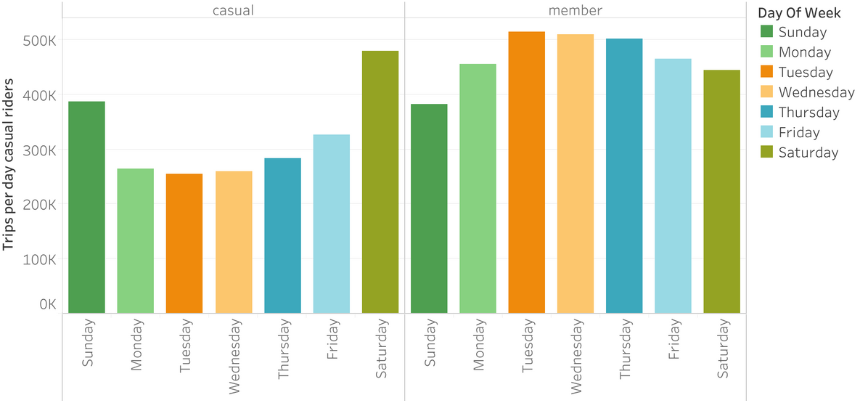 casual
member
Trips per day casual riders
500K
400K
300K
200K
100K
0K
Sunday
Monday
Tuesday
Wednesday
Thursday
Friday
Saturday
Sunday
Monday
Tuesday
Wednesday
Thursday
Friday
Saturday
Day Of Week
Sunday
Monday
Tuesday
Wednesday
Thursday
Friday
Saturday